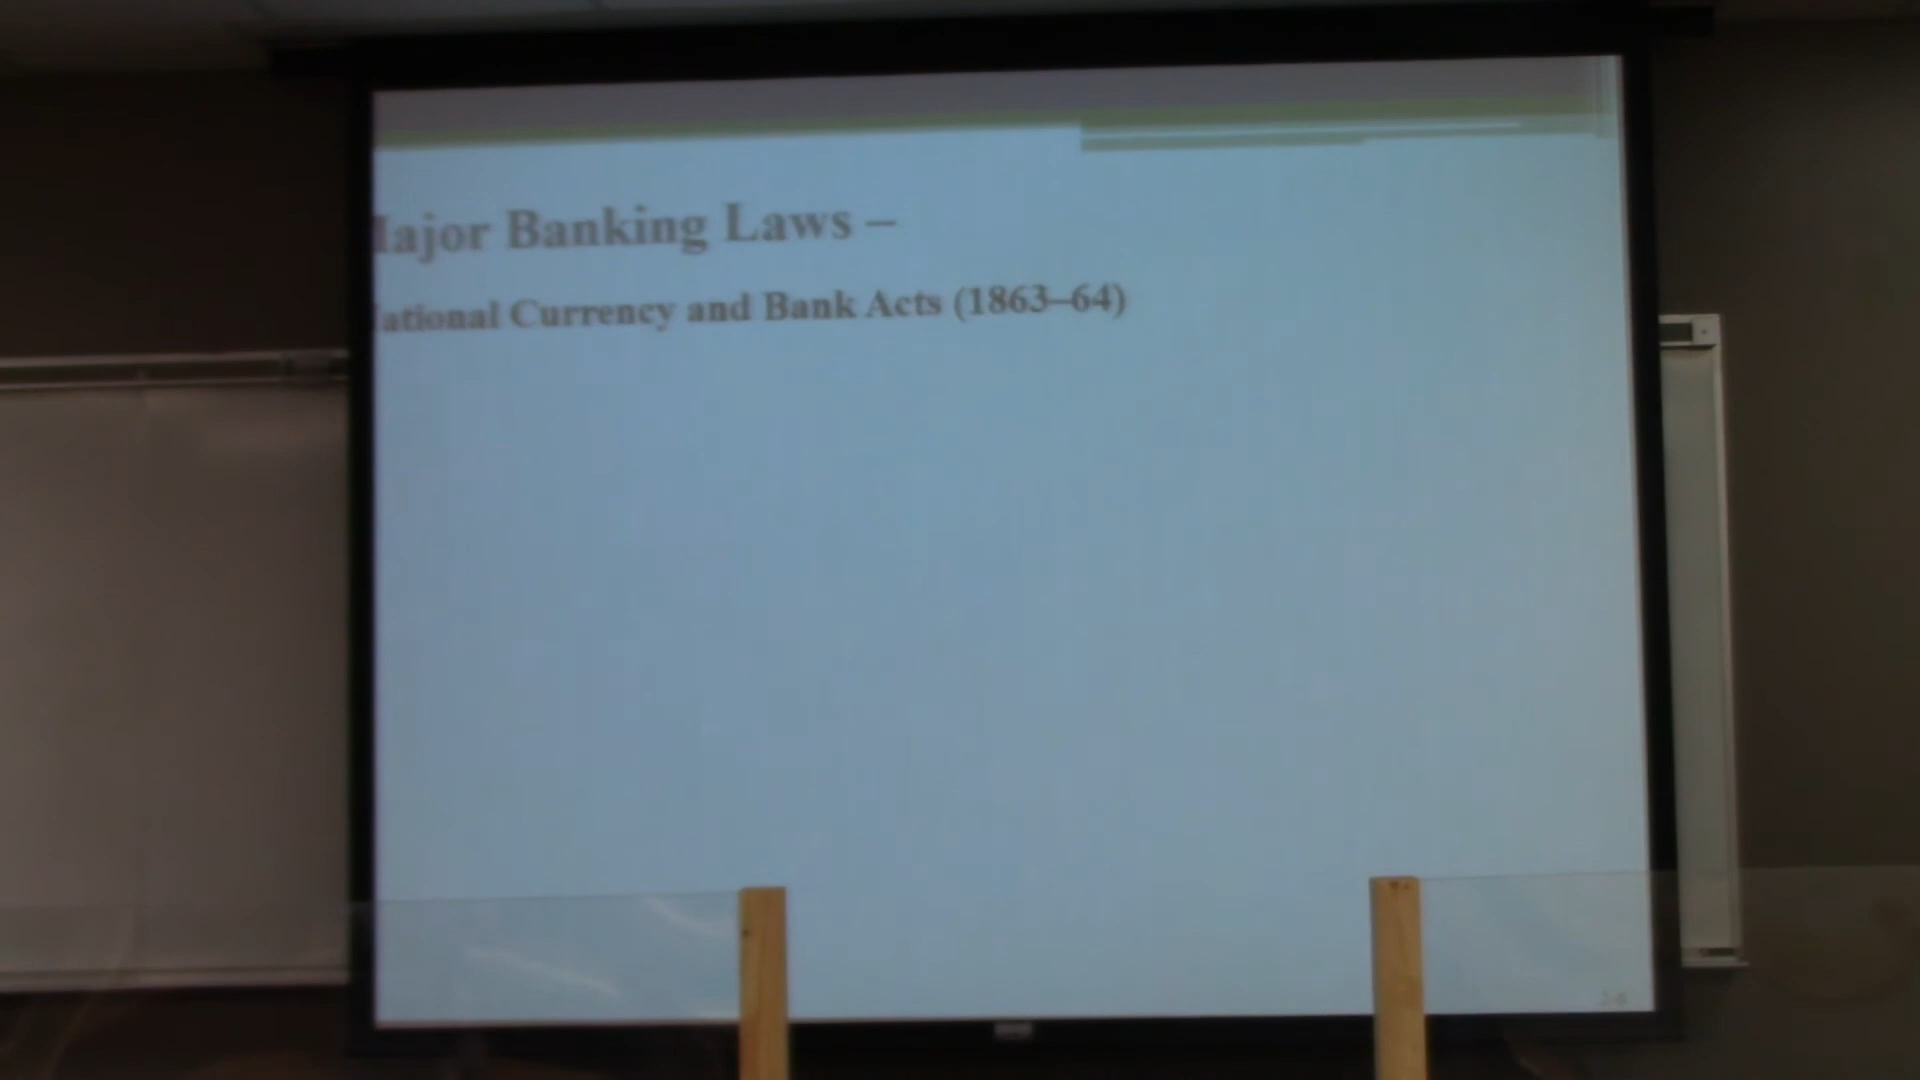 Major Banking Laws –
National Currency and Bank Acts (1863–64)